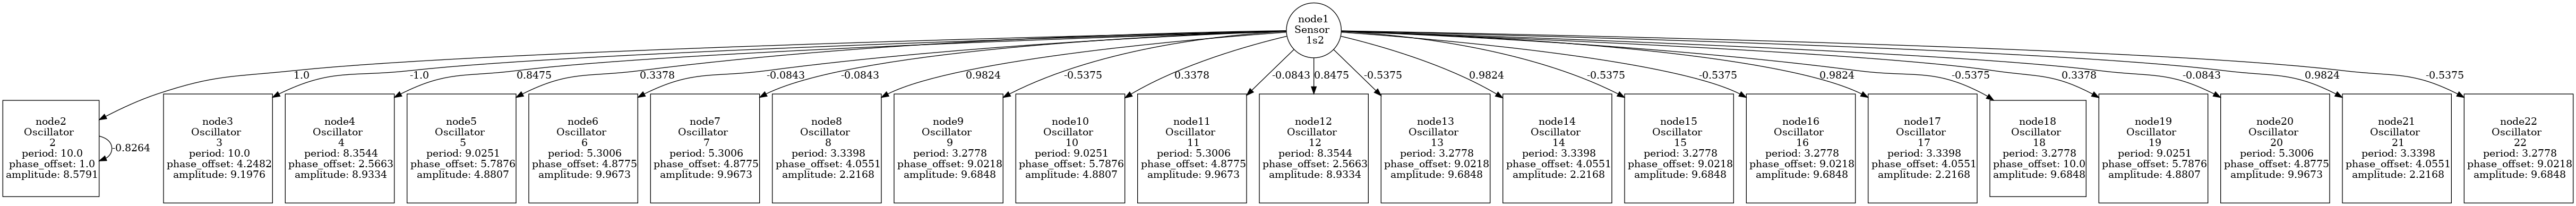 node1
Sensor
1s2
1.0
-1.0
0.8475
0.3378
-0.0843
-0.0843
0.9824
-0.5375
0.3378
-0.0843
0.8475
-0.5375
0.9824
-0.5375
-0.5375
0.9824
-0.5375
0.3378
-0.0843
0.9824
-0.5375
node2
Oscillator
2
period: 10.0
phase_offset: 1.0
amplitude: 8.5791
-0.8264
node3
Oscillator
3
period: 10.0
phase_offset: 4.2482
amplitude: 9.1976
node4
Oscillator
4
period: 8.3544
phase_offset: 2.5663
amplitude: 8.9334
node5
Oscillator
5
period: 9.0251
phase_offset: 5.7876
amplitude: 4.8807
node6
Oscillator
6
period: 5.3006
phase_offset: 4.8775
amplitude: 9.9673
node7
Oscillator
7
period: 5.3006
phase_offset: 4.8775
amplitude: 9.9673
node8
Oscillator
8
period: 3.3398
phase_offset: 4.0551
amplitude: 2.2168
node9
Oscillator
9
period: 3.2778
phase_offset: 9.0218
amplitude: 9.6848
node10
Oscillator
10
period: 9.0251
phase_offset: 5.7876
amplitude: 4.8807
node11
Oscillator
11
period: 5.3006
phase_offset: 4.8775
amplitude: 9.9673
node12
Oscillator
12
period: 8.3544
phase_offset: 2.5663
amplitude: 8.9334
node13
Oscillator
13
period: 3.2778
phase_offset: 9.0218
amplitude: 9.6848
node14
Oscillator
14
period: 3.3398
phase_offset: 4.0551
amplitude: 2.2168
node15
Oscillator
15
period: 3.2778
phase_offset: 9.0218
amplitude: 9.6848
node16
Oscillator
16
period: 3.2778
phase_offset: 9.0218
amplitude: 9.6848
node17
Oscillator
17
period: 3.3398
phase_offset: 4.0551
amplitude: 2.2168
node18
Oscillator
18
period: 3.2778
phase_offset: 10.0
amplitude: 9.6848
node19
Oscillator
19
period: 9.0251
phase_offset: 5.7876
amplitude: 4.8807
node20
Oscillator
20
period: 5.3006
phase_offset: 4.8775
amplitude: 9.9673
node21
Oscillator
21
period: 3.3398
phase_offset: 4.0551
amplitude: 2.2168
node22
Oscillator
22
period: 3.2778
phase_offset: 9.0218
amplitude: 9.6848